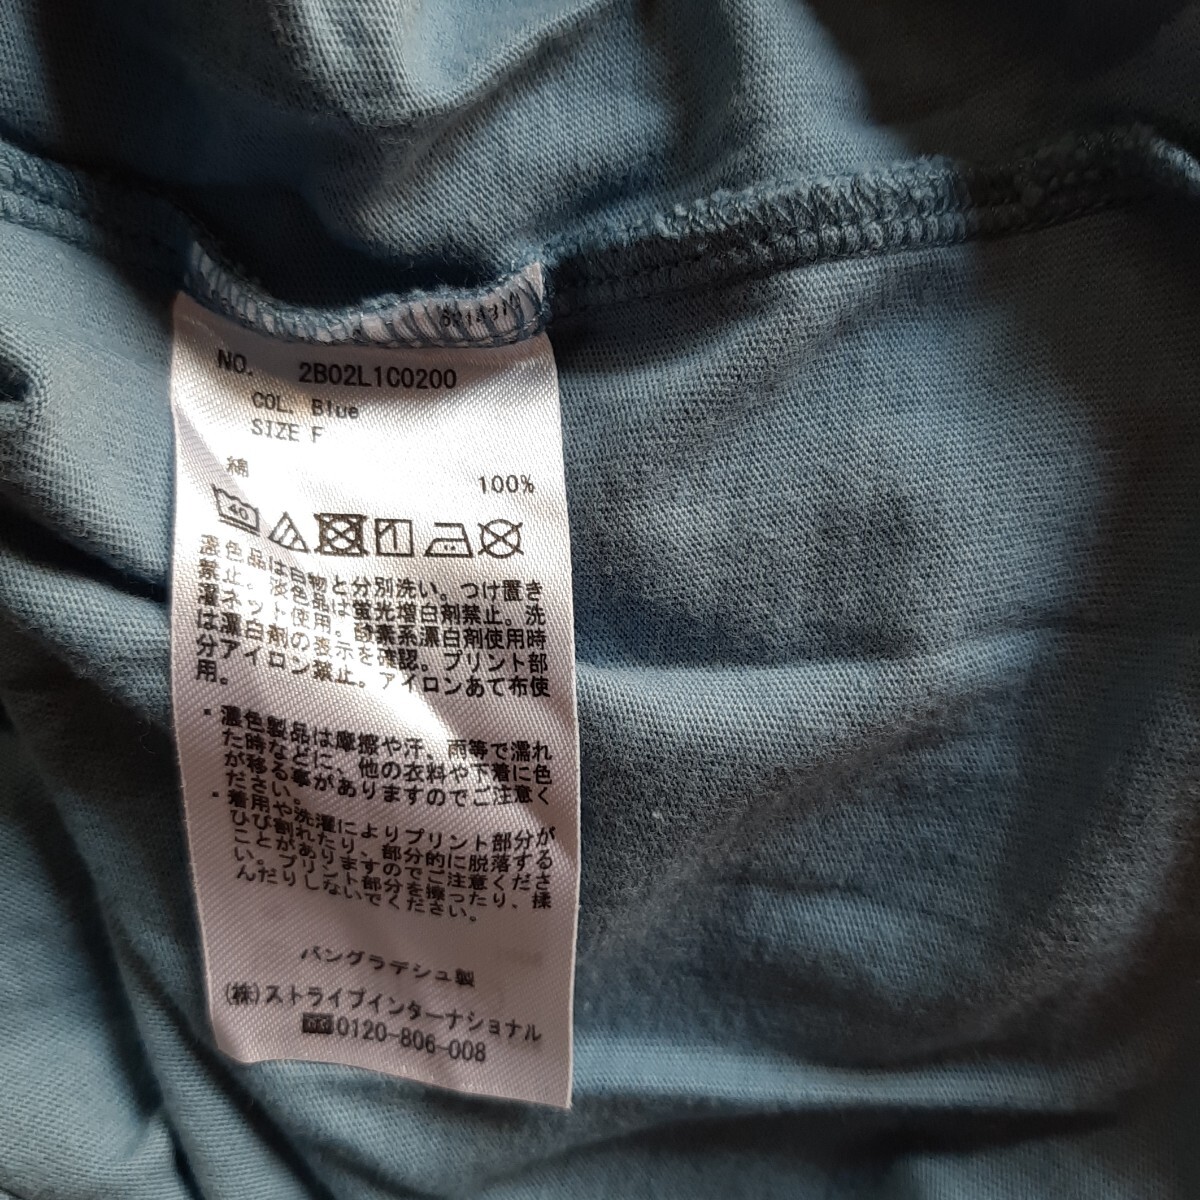 NO. 2B02L1C0200
COL. Blue
SIZE F
綿
100%
40
濃色品は白物と分別洗い。つけ置き
禁止。淡色品は蛍光増白剤禁止。洗
濯ネット使用。酸素系漂白剤使用時
は漂白剤の表示を確認。プリント部
分アイロン禁止。アイロンあて布使
用。
・濃色製品は摩擦や汗。雨等で濡れ
た時などに、他の衣料や下着に色
が移る事がありますのでご注意く
ださい。
・着用や洗濯によりプリント部分が
ひび割れたり、部分的に脱落する
ことがありますのでご注意くださ
い。プリント部分を擦ったり、揉
んだりしないでください。
バングラデシュ製
(株)ストライプインターナショナル
0120-806-008